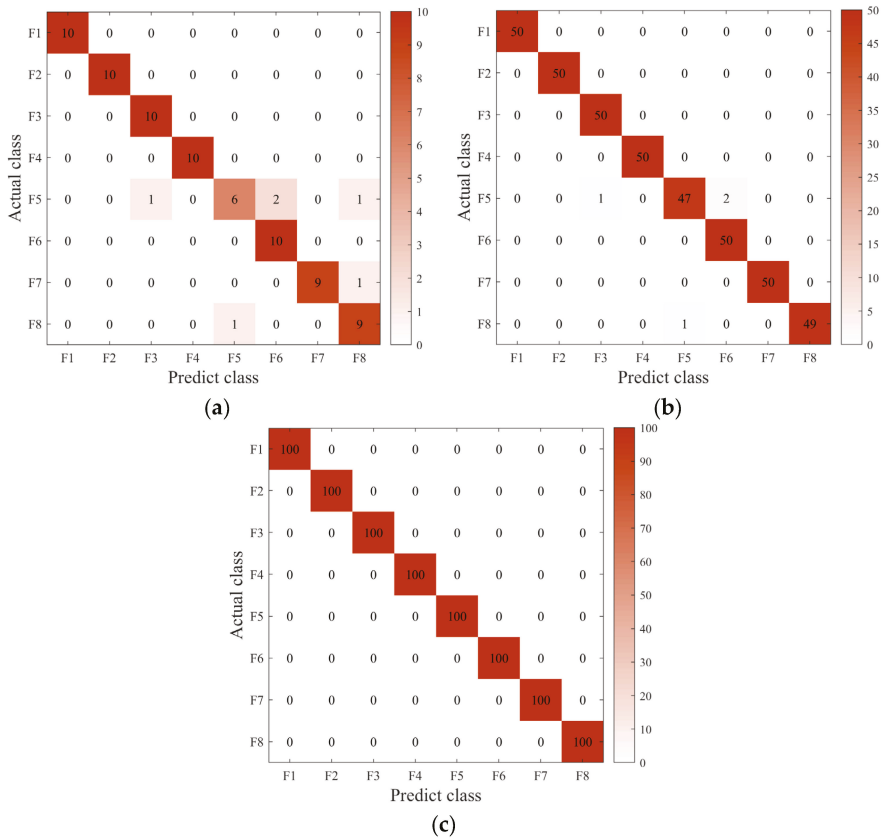 F1 10 0 0 0 0 0 0 0
F2 0 10 0 0 0 0 0 0
F3 0 0 10 0 0 0 0 0
F4 0 0 0 10 0 0 0 0
F5 0 0 1 0 6 2 0 1
F6 0 0 0 0 0 10 0 0
F7 0 0 0 0 0 0 9 1
F8 0 0 0 0 1 0 0 9
F1 F2 F3 F4 F5 F6 F7 F8
Predict class
Actual class
10
9
8
7
6
5
4
3
2
1
0
(a)
F1 50 0 0 0 0 0 0 0
F2 0 50 0 0 0 0 0 0
F3 0 0 50 0 0 0 0 0
F4 0 0 0 50 0 0 0 0
F5 0 0 1 0 47 2 0 0
F6 0 0 0 0 0 50 0 0
F7 0 0 0 0 0 0 50 0
F8 0 0 0 0 1 0 0 49
F1 F2 F3 F4 F5 F6 F7 F8
Predict class
Actual class
50
45
40
35
30
25
20
15
10
5
0
(b)
F1 100 0 0 0 0 0 0 0
F2 0 100 0 0 0 0 0 0
F3 0 0 100 0 0 0 0 0
F4 0 0 0 100 0 0 0 0
F5 0 0 0 0 100 0 0 0
F6 0 0 0 0 0 100 0 0
F7 0 0 0 0 0 0 100 0
F8 0 0 0 0 0 0 0 100
F1 F2 F3 F4 F5 F6 F7 F8
Predict class
Actual class
100
90
80
70
60
50
40
30
20
10
0
(c)